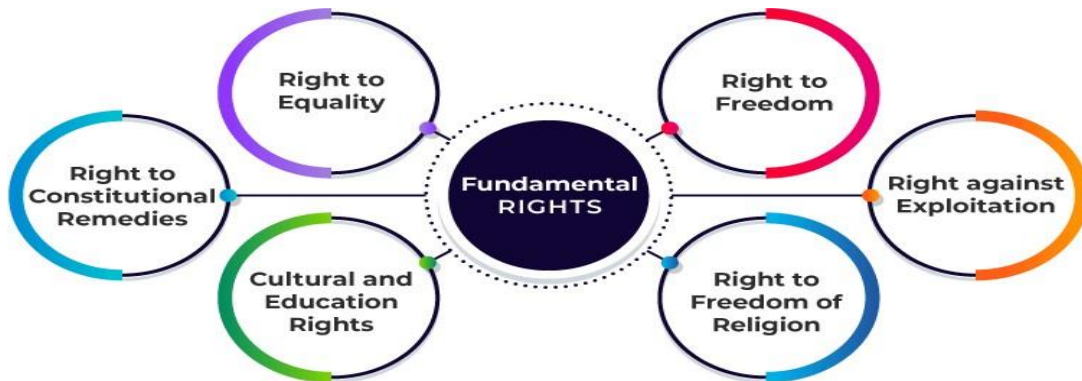 Right to
Equality
Right to
Freedom
Right to
Constitutional
Remedies
Fundamental
RIGHTS
Right against
Exploitation
Cultural and
Education
Rights
Right to
Freedom of
Religion